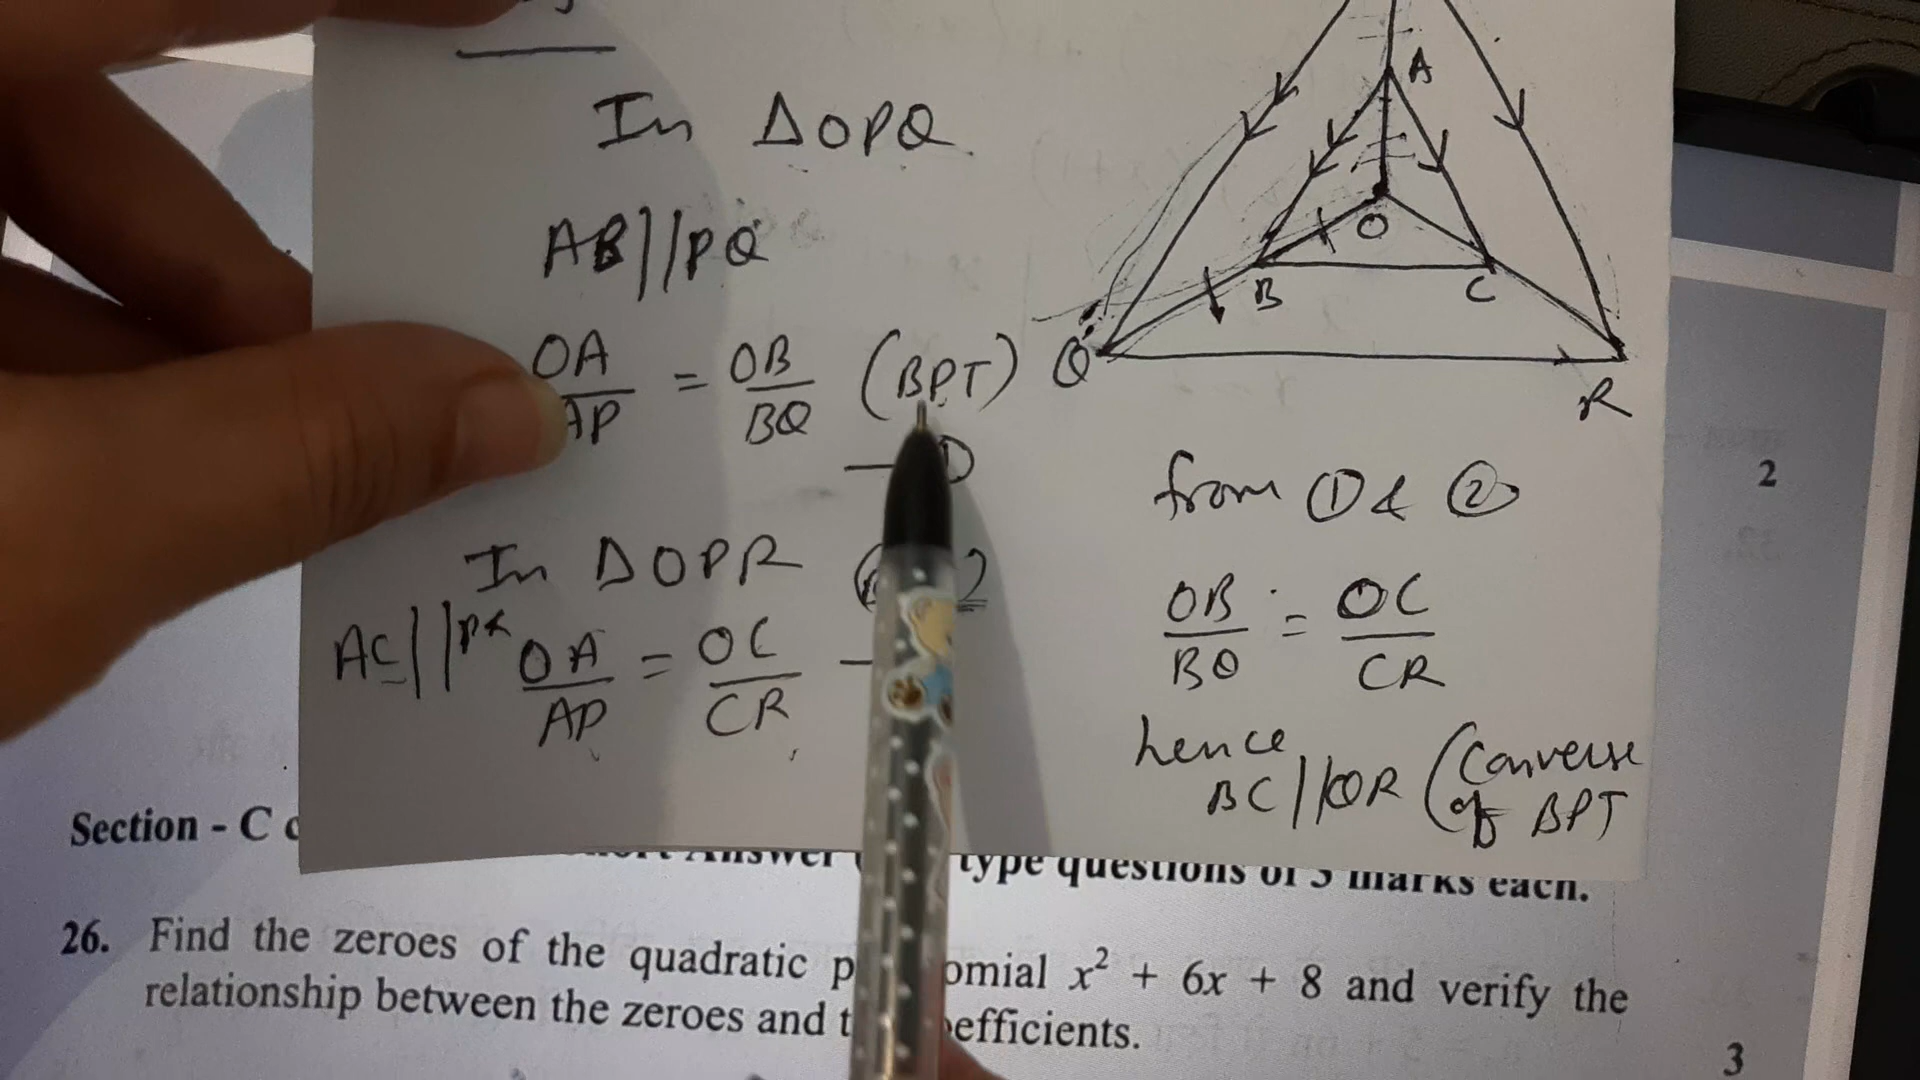 In ΔOPQ
AB||PQ
OA/AP = OB/BQ (BPT)
— ①
In ΔOPR
2
AC||PR OA/AP = OC/CR —
A
O
B
C
Q
R
from ① & ②
OB/BQ = OC/CR
hence
BC||QR (Converse
of BPT
2
Section - C
Answer type questions of 3 marks each.
26. Find the zeroes of the quadratic x² + 6x + 8 and verify the
relationship between the zeroes and
3